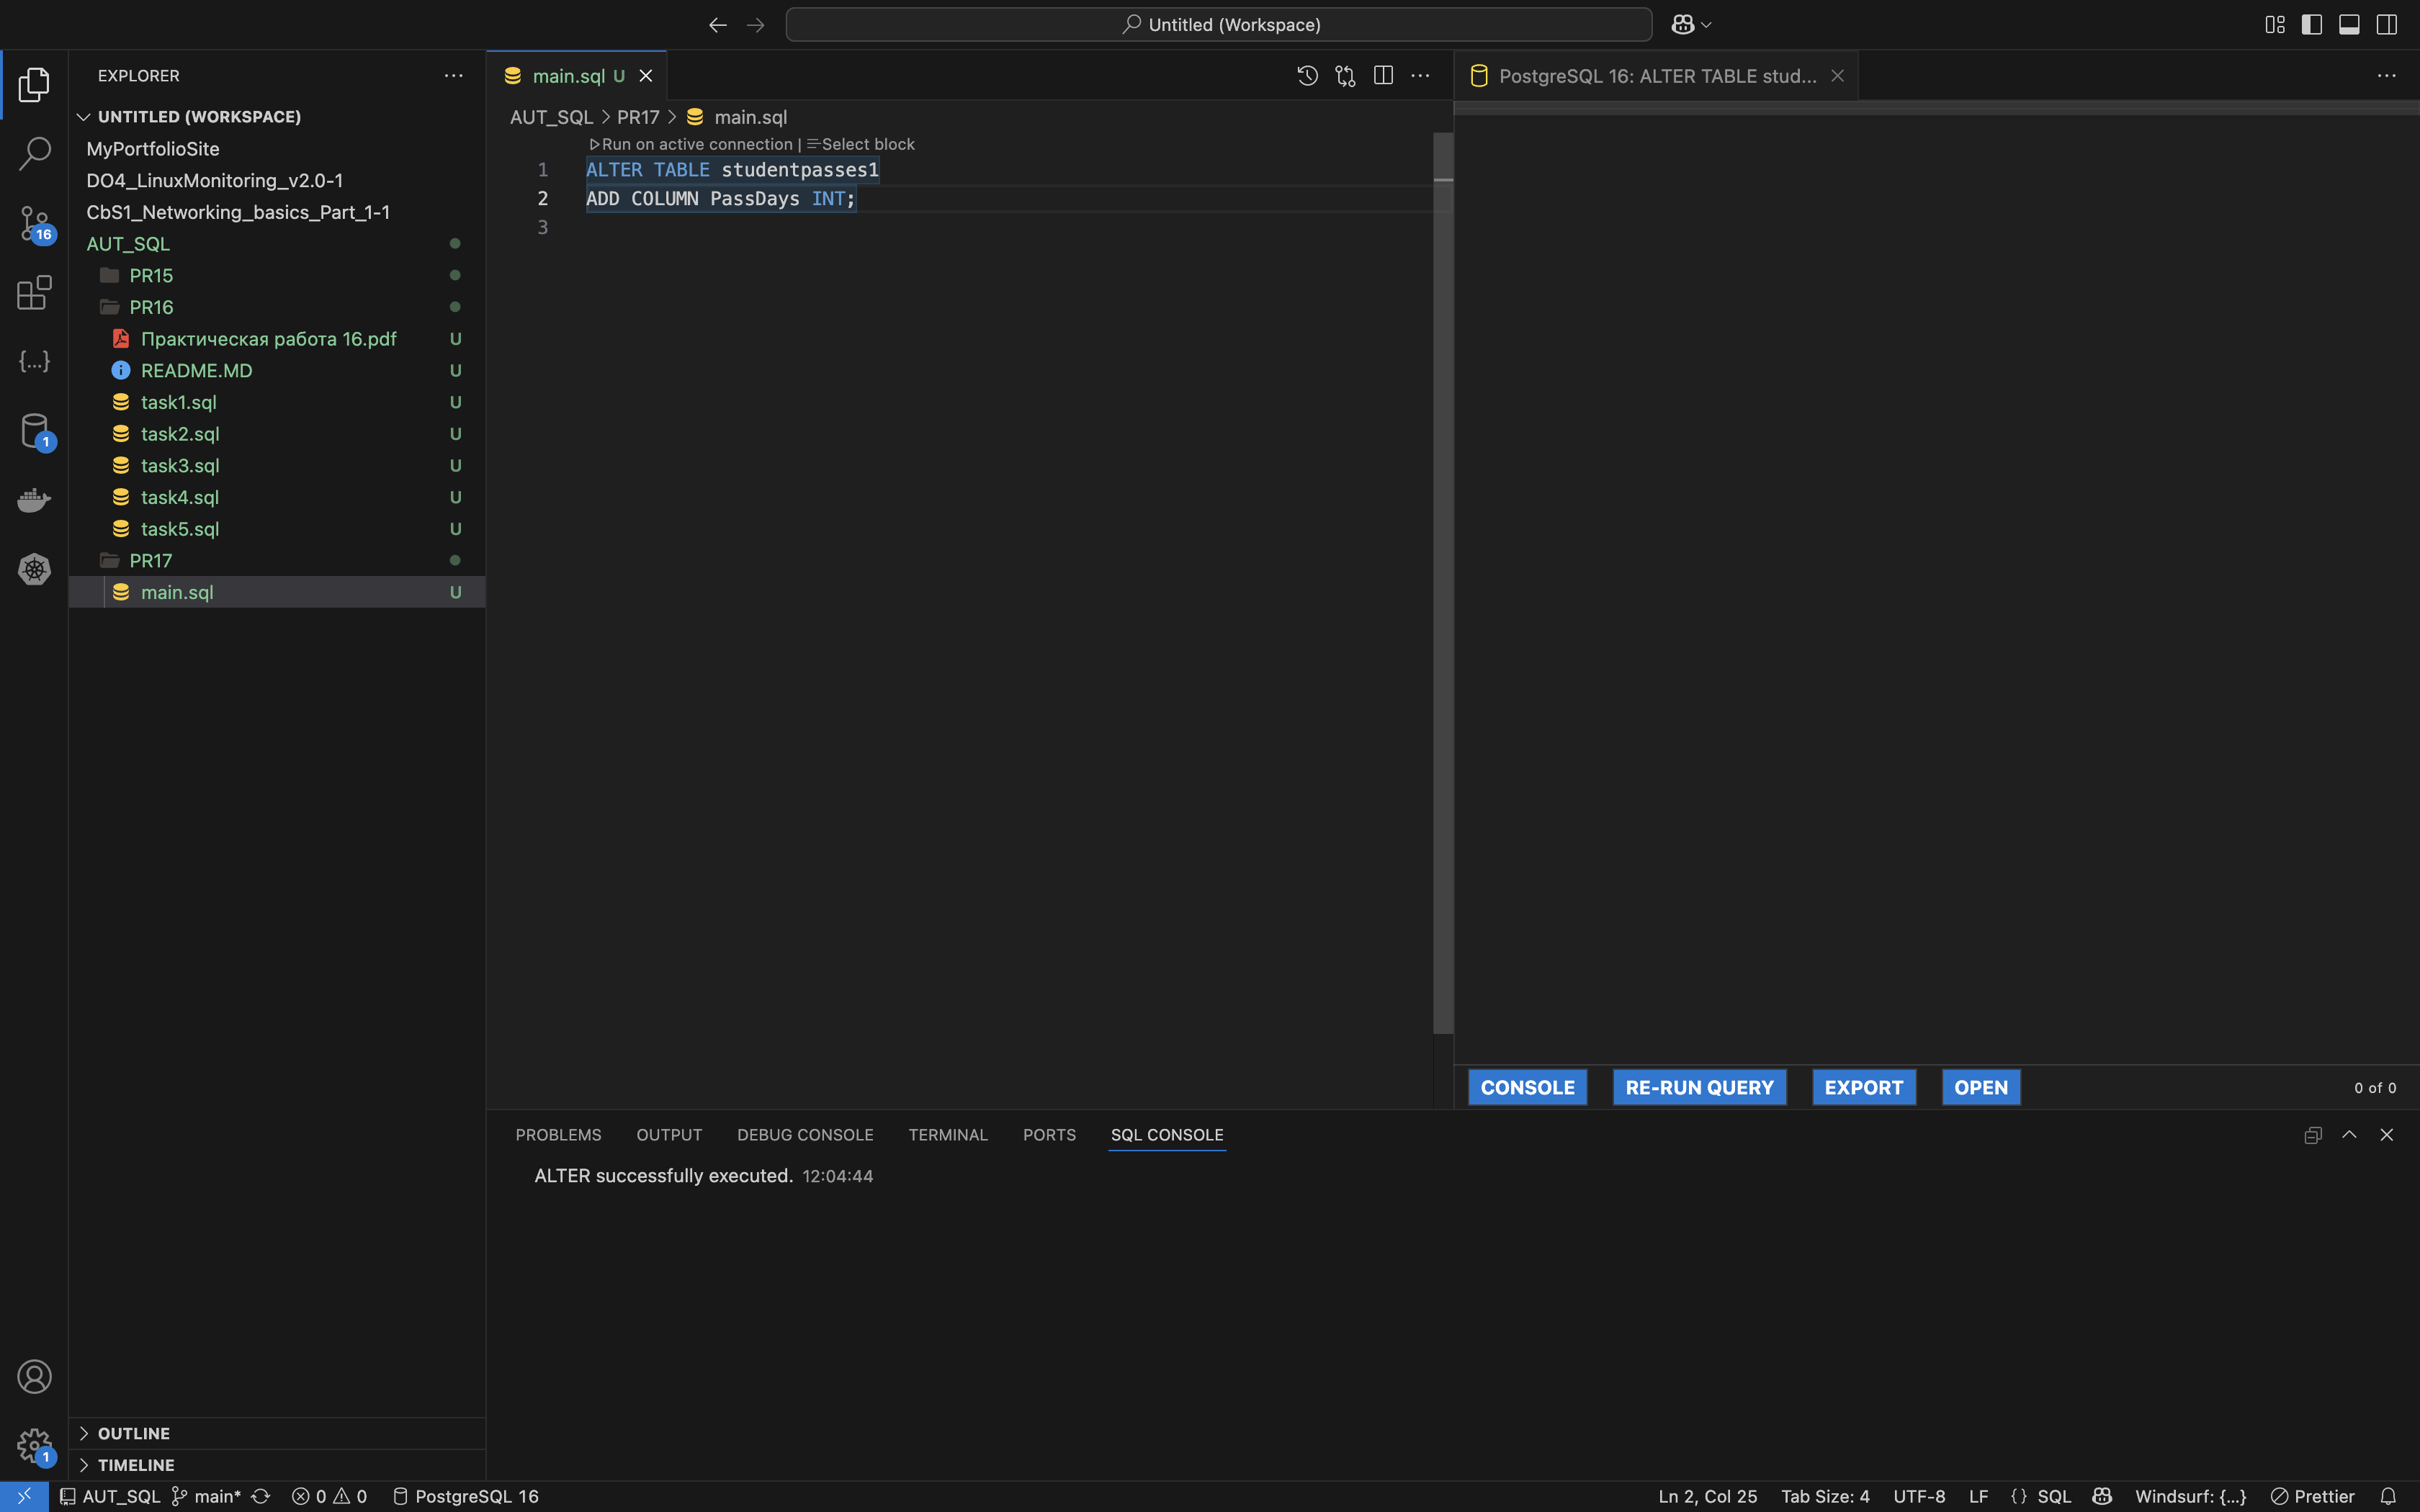 Untitled (Workspace)
EXPLORER
UNTITLED (WORKSPACE)
MyPortfolioSite
DO4_LinuxMonitoring_v2.0-1
CbS1_Networking_basics_Part_1-1
AUT_SQL
PR15
PR16
Практическая работа 16.pdf U
README.MD U
task1.sql U
task2.sql U
task3.sql U
task4.sql U
task5.sql U
PR17
main.sql U
OUTLINE
TIMELINE
16
{...}
1
1
main.sql U
AUT_SQL > PR17 > main.sql
Run on active connection | Select block
1 ALTER TABLE studentpasses1
2 ADD COLUMN PassDays INT;
3
PostgreSQL 16: ALTER TABLE stud...
CONSOLE RE-RUN QUERY EXPORT OPEN 0 of 0
PROBLEMS OUTPUT DEBUG CONSOLE TERMINAL PORTS SQL CONSOLE
ALTER successfully executed. 12:04:44
AUT_SQL main* 0 0 PostgreSQL 16 Ln 2, Col 25 Tab Size: 4 UTF-8 LF {} SQL Windsurf: {...} Prettier